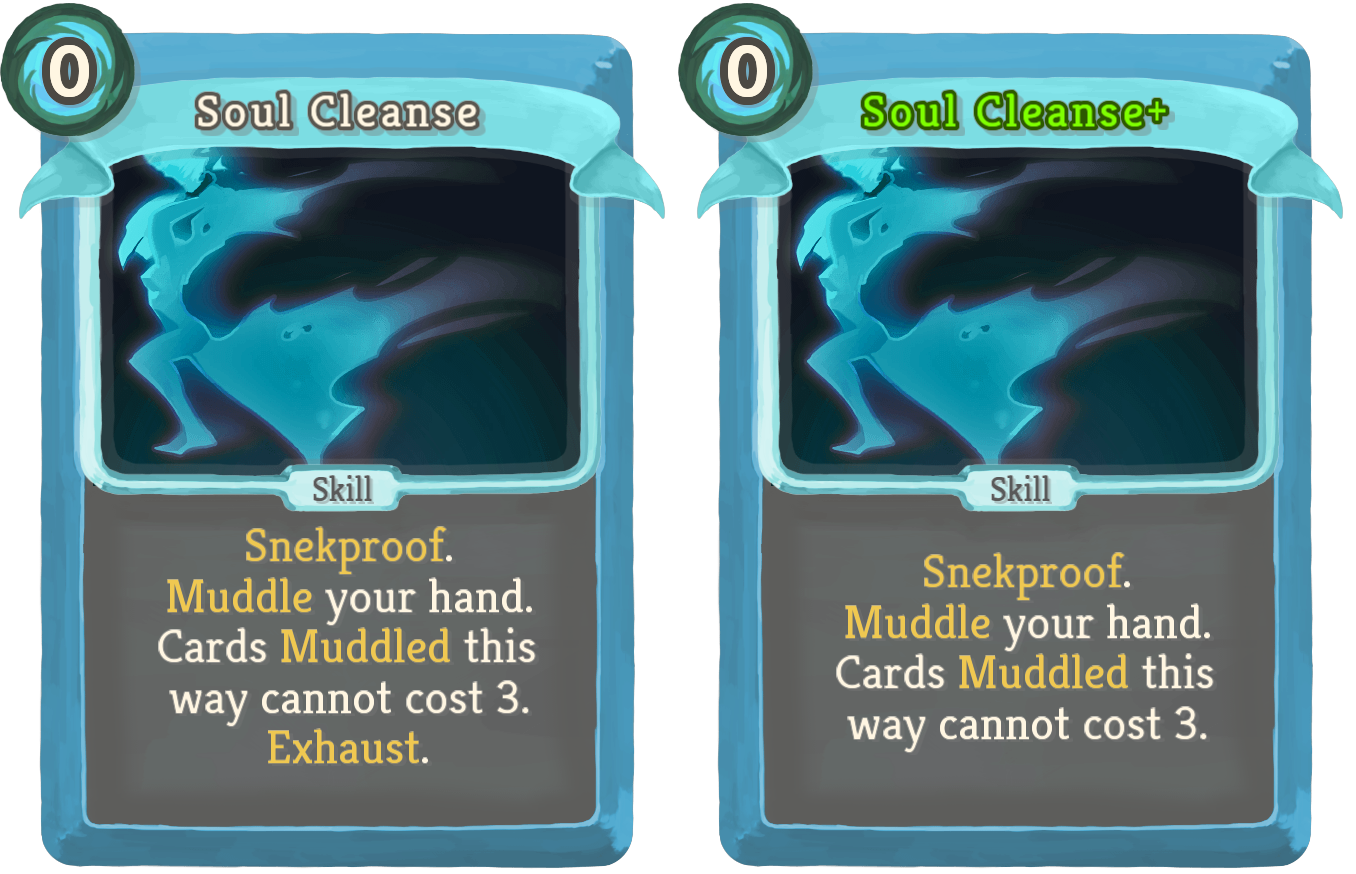 0
Soul Cleanse
Skill
Snekproof.
Muddle your hand.
Cards Muddled this
way cannot cost 3.
Exhaust.
0
Soul Cleanse+
Skill
Snekproof.
Muddle your hand.
Cards Muddled this
way cannot cost 3.